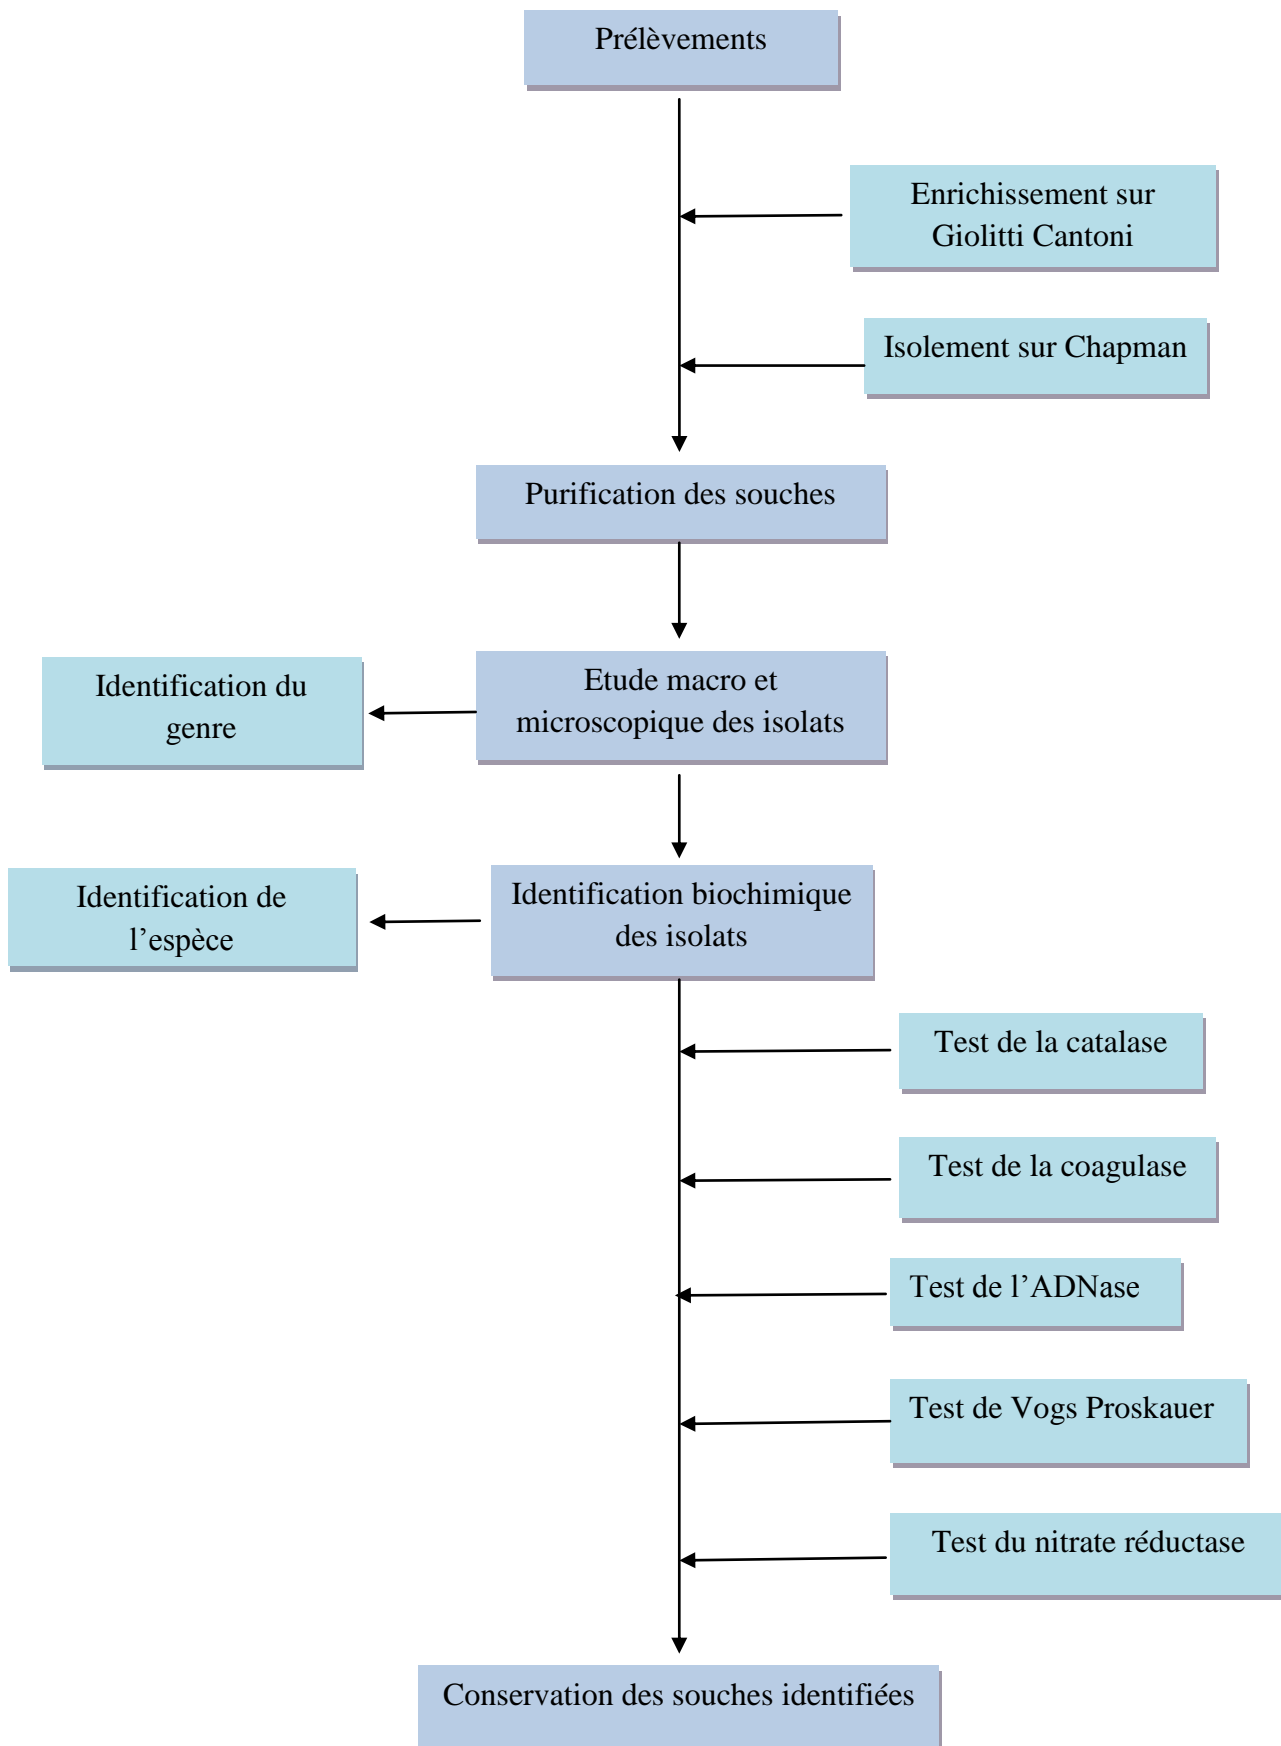 Prélèvements
Enrichissement sur
Giolitti Cantoni
Isolement sur Chapman
Purification des souches
Identification du
genre
Etude macro et
microscopique des isolats
Identification de
l’espèce
Identification biochimique
des isolats
Test de la catalase
Test de la coagulase
Test de l’ADNase
Test de Vogs Proskauer
Test du nitrate réductase
Conservation des souches identifiées